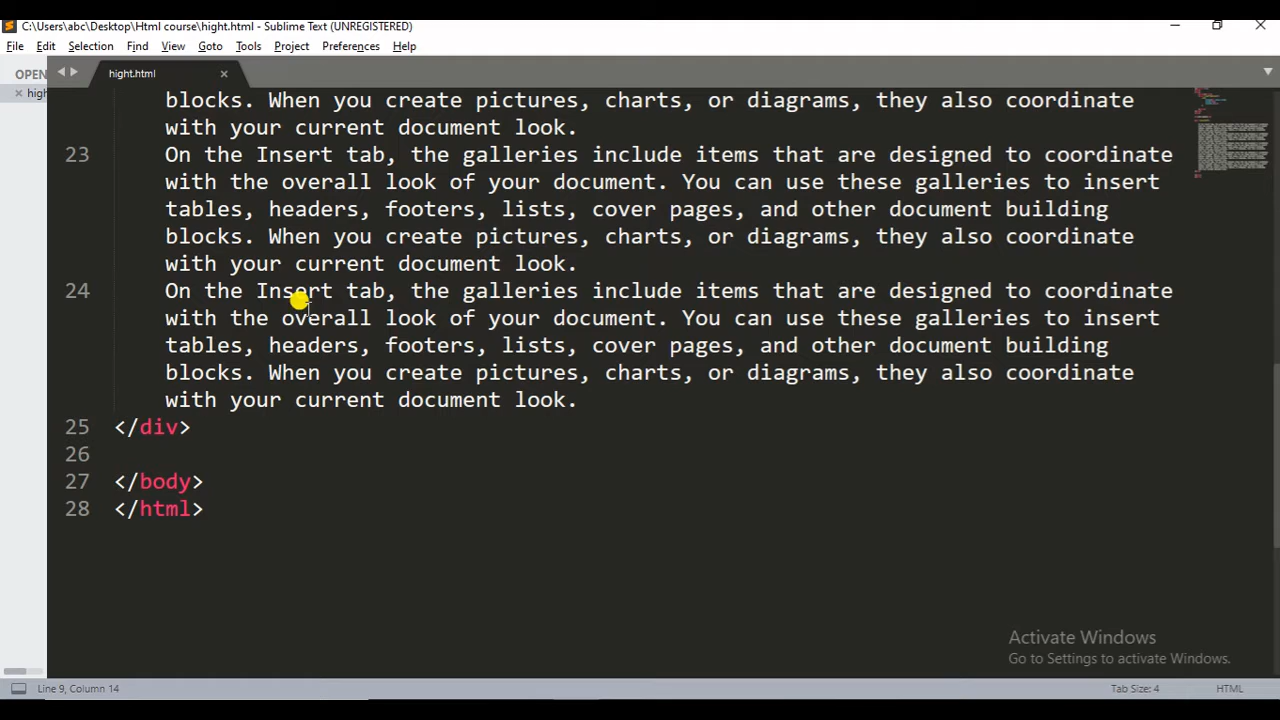 C:\Users\abc\Desktop\Html course\hight.html - Sublime Text (UNREGISTERED)
File Edit Selection Find View Goto Tools Project Preferences Help
OPEN
hight.html
high
blocks. When you create pictures, charts, or diagrams, they also coordinate
with your current document look.
23 On the Insert tab, the galleries include items that are designed to coordinate
with the overall look of your document. You can use these galleries to insert
tables, headers, footers, lists, cover pages, and other document building
blocks. When you create pictures, charts, or diagrams, they also coordinate
with your current document look.
24 On the Insert tab, the galleries include items that are designed to coordinate
with the overall look of your document. You can use these galleries to insert
tables, headers, footers, lists, cover pages, and other document building
blocks. When you create pictures, charts, or diagrams, they also coordinate
with your current document look.
25 </div>
26
27 </body>
28 </html>
Activate Windows
Go to Settings to activate Windows.
Line 9, Column 14
Tab Size: 4
HTML